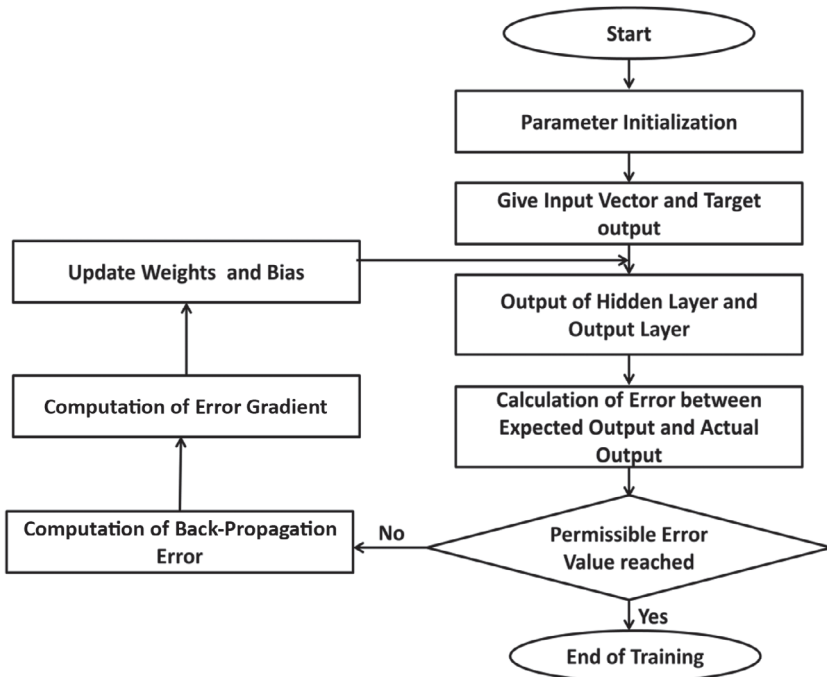 Start
Parameter Initialization
Give Input Vector and Target
output
Update Weights and Bias
Output of Hidden Layer and
Output Layer
Computation of Error Gradient
Calculation of Error between
Expected Output and Actual
Output
Computation of Back-Propagation
Error
No
Permissible Error
Value reached
Yes
End of Training